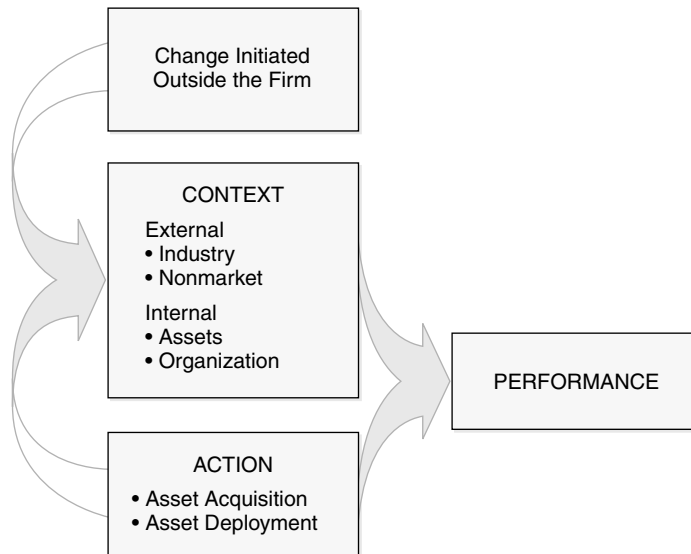 Change Initiated
Outside the Firm
CONTEXT
External
• Industry
• Nonmarket
Internal
• Assets
• Organization
PERFORMANCE
ACTION
• Asset Acquisition
• Asset Deployment